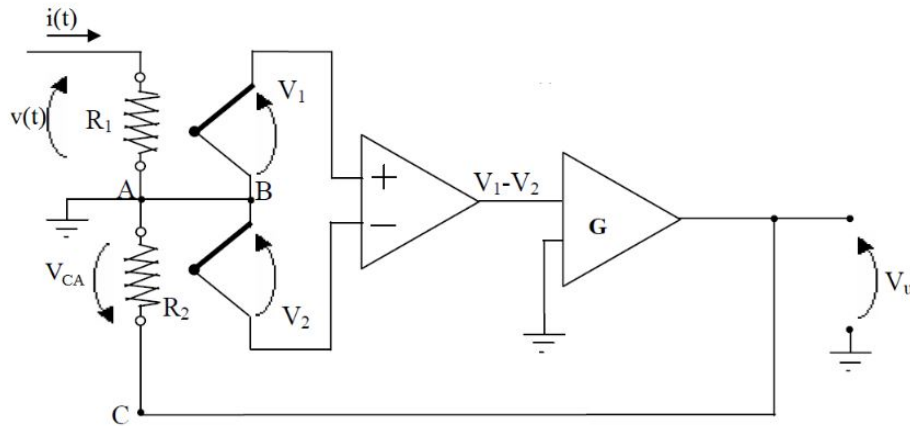 i(t)
v(t)
R1
V1
A
B
+
−
V1-V2
G
VCA
R2
V2
Vu
C